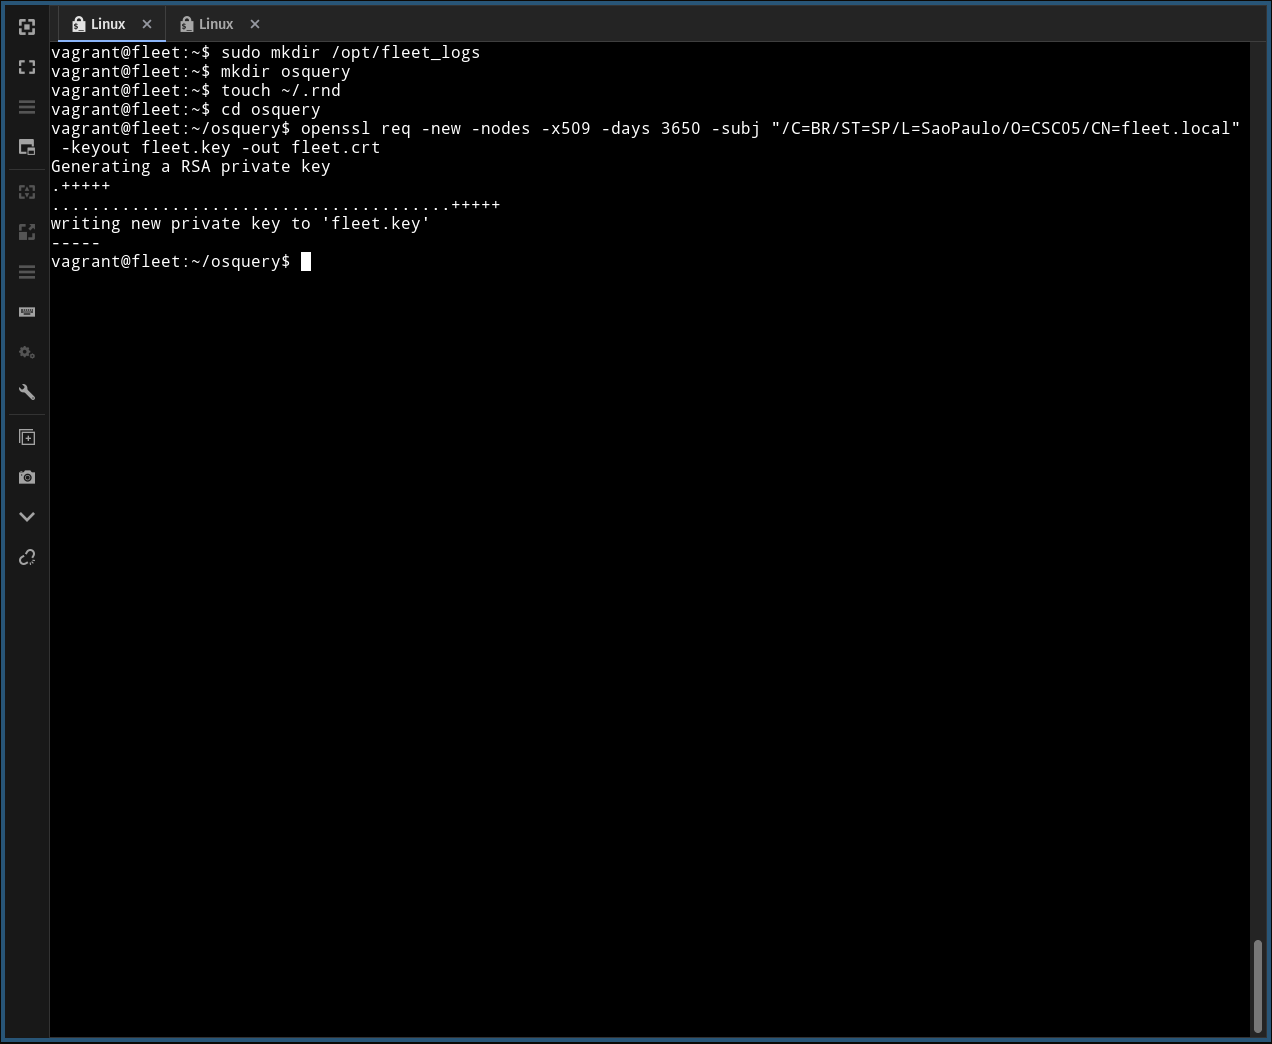 Linux
Linux
vagrant@fleet:~$ sudo mkdir /opt/fleet_logs
vagrant@fleet:~$ mkdir osquery
vagrant@fleet:~$ touch ~/.rnd
vagrant@fleet:~$ cd osquery
vagrant@fleet:~/osquery$ openssl req -new -nodes -x509 -days 3650 -subj "/C=BR/ST=SP/L=SaoPaulo/O=CSC05/CN=fleet.local"
 -keyout fleet.key -out fleet.crt
Generating a RSA private key
.+++++
........................................+++++
writing new private key to 'fleet.key'
-----
vagrant@fleet:~/osquery$